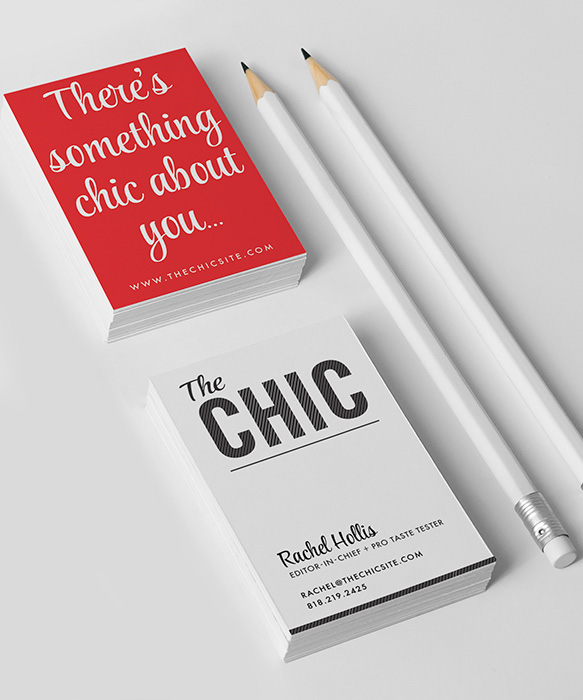 There's
something
chic about
you...
WWW.THECHICSITE.COM
The
CHIC
Rachel Hollis
EDITOR-IN-CHIEF + PRO TASTE TESTER
RACHEL@THECHICSITE.COM
818.219.2425